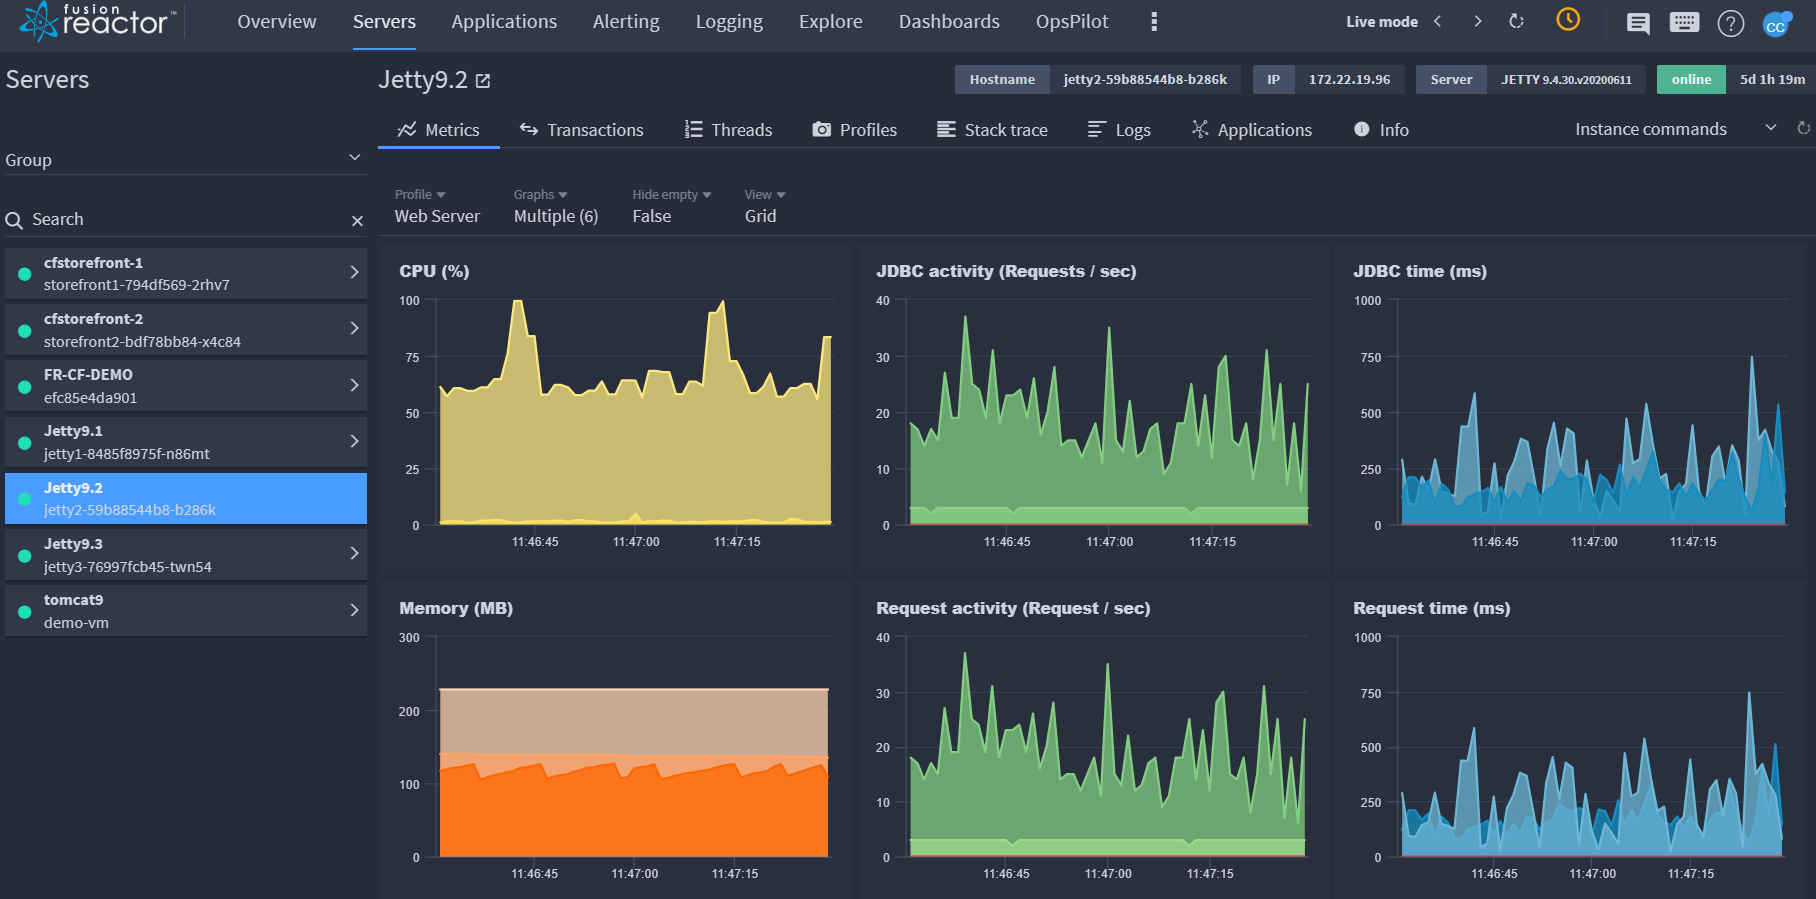 fusion
reactor™
Overview Servers Applications Alerting Logging Explore Dashboards OpsPilot
Live mode
CC
Servers
Jetty9.2
Hostname jetty2-59b88544b8-b286k IP 172.22.19.96 Server JETTY 9.4.30.v20200611 online 5d 1h 19m
Metrics Transactions Threads Profiles Stack trace Logs Applications Info Instance commands
Group
Search
cfstorefront-1
storefront1-794df569-2rhv7
cfstorefront-2
storefront2-bdf78bb84-x4c84
FR-CF-DEMO
efc85e4da901
Jetty9.1
jetty1-8485f8975f-n86mt
Jetty9.2
jetty2-59b88544b8-b286k
Jetty9.3
jetty3-76997fcb45-twn54
tomcat9
demo-vm
Profile Graphs Hide empty View
Web Server Multiple (6) False Grid
CPU (%)
100
75
50
25
0
11:46:45 11:47:00 11:47:15
JDBC activity (Requests / sec)
40
30
20
10
0
11:46:45 11:47:00 11:47:15
JDBC time (ms)
1000
750
500
250
0
11:46:45 11:47:00 11:47:15
Memory (MB)
300
200
100
0
11:46:45 11:47:00 11:47:15
Request activity (Request / sec)
40
30
20
10
0
11:46:45 11:47:00 11:47:15
Request time (ms)
1000
750
500
250
0
11:46:45 11:47:00 11:47:15